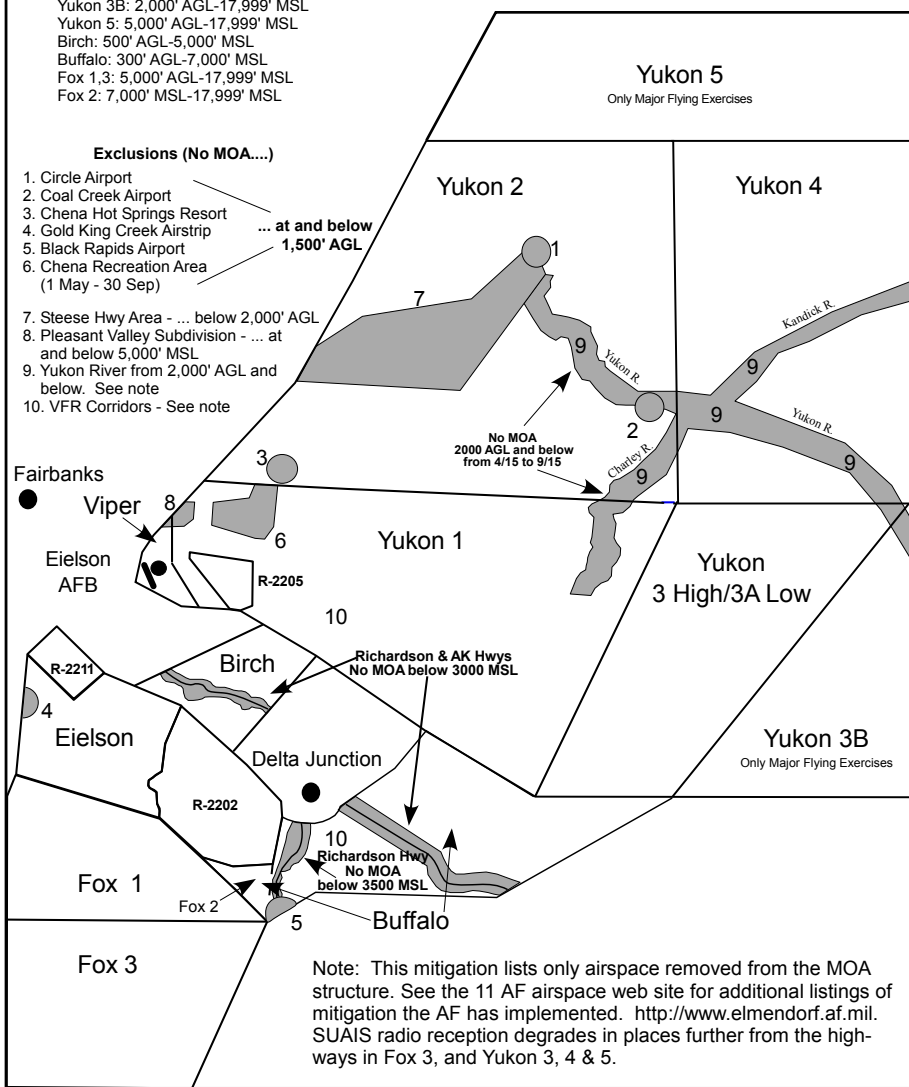 Yukon 3B: 2,000' AGL-17,999' MSL
Yukon 5: 5,000' AGL-17,999' MSL
Birch: 500' AGL-5,000' MSL
Buffalo: 300' AGL-7,000' MSL
Fox 1,3: 5,000' AGL-17,999' MSL
Fox 2: 7,000' MSL-17,999' MSL
Exclusions (No MOA....)
1. Circle Airport
2. Coal Creek Airport
3. Chena Hot Springs Resort
4. Gold King Creek Airstrip
5. Black Rapids Airport
6. Chena Recreation Area
(1 May - 30 Sep)
... at and below
1,500' AGL
7. Steese Hwy Area - ... below 2,000' AGL
8. Pleasant Valley Subdivision - ... at
and below 5,000' MSL
9. Yukon River from 2,000' AGL and
below. See note
10. VFR Corridors - See note
Yukon 5
Only Major Flying Exercises
Yukon 2
Yukon 4
1
7
Kandick R.
9
Yukon R.
9
9
2
Yukon R.
No MOA
2000 AGL and below
from 4/15 to 9/15
Charley R.
9
9
3
Fairbanks
Viper
8
6
Yukon 1
Eielson
AFB
R-2205
Yukon
3 High/3A Low
10
Birch
Richardson & AK Hwys
No MOA below 3000 MSL
R-2211
4
Eielson
Delta Junction
Yukon 3B
Only Major Flying Exercises
R-2202
10
Richardson Hwy
No MOA
below 3500 MSL
Fox 1
Fox 2
5
Buffalo
Fox 3
Note: This mitigation lists only airspace removed from the MOA
structure. See the 11 AF airspace web site for additional listings of
mitigation the AF has implemented. http://www.elmendorf.af.mil.
SUAIS radio reception degrades in places further from the high-
ways in Fox 3, and Yukon 3, 4 & 5.